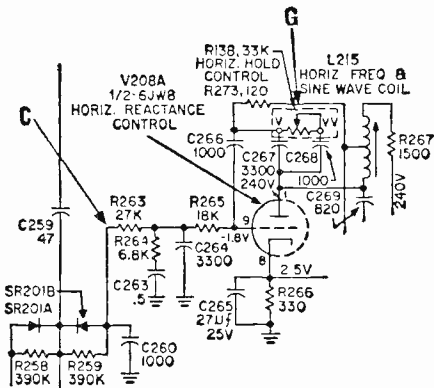 G
R138, 33K
HORIZ. HOLD
CONTROL
R273, 120
L215
HORIZ FREQ &
SINE WAVE COIL
V208A
1/2-6JW8
HORIZ. REACTANCE
CONTROL
C
IV
VV
C266
1000
C267
3300
240V
C268
1000
R267
1500
240V
C269
820
1
R263
27K
R265
18K
9
-1.8V
C259
47
R264
6.8K
C264
3300
C263
.5
8
2.5V
SR201B
SR201A
C265
27μf
25V
R266
330
C260
1000
R258
390K
R259
390K